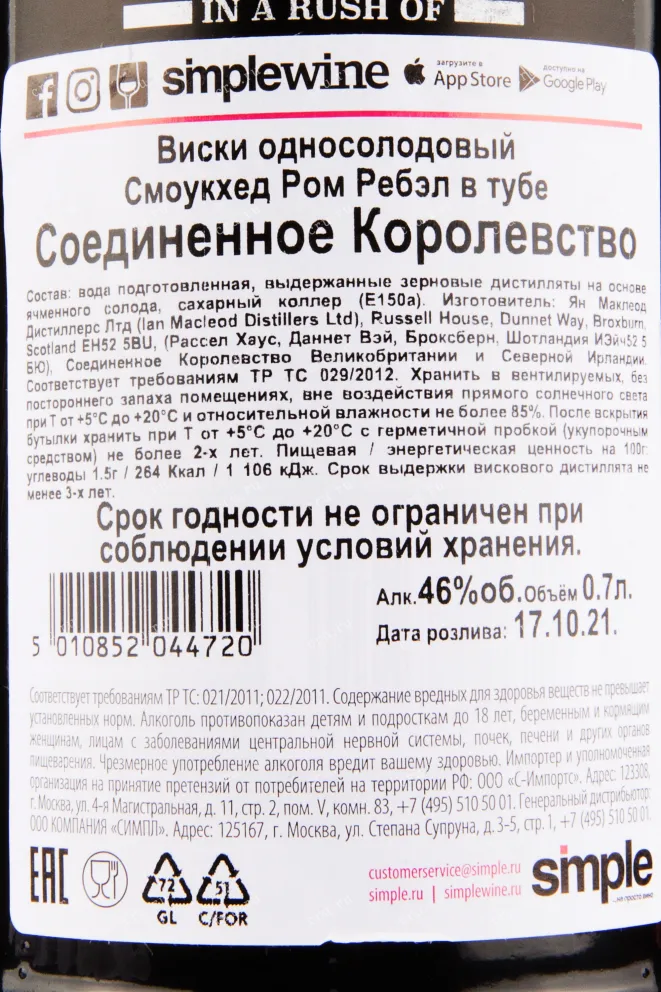 IN A RUSH OF
simplewine загрузите в App Store доступно на Google Play
Виски односолодовый
Смоукхед Ром Ребэл в тубе
Соединенное Королевство
Состав: вода подготовленная, выдержанные зерновые дистилляты на основе
ячменного солода, сахарный коллер (Е150а). Изготовитель: Ян Маклеод
Дистиллерс Лтд (Ian Macleod Distillers Ltd), Russell House, Dunnet Way, Broxburn,
Scotland EH52 5BU, (Рассел Хаус, Даннет Вэй, Броксберн, Шотландия ИЭйч52 5
БЮ), Соединенное Королевство Великобритании и Северной Ирландии.
Соответствует требованиям ТР ТС 029/2012. Хранить в вентилируемых, без
постороннего запаха помещениях, вне воздействия прямого солнечного света
при Т от +5°С до +20°С и относительной влажности не более 85%. После вскрытия
бутылки хранить при Т от +5°С до +20°С с герметичной пробкой (укупорочным
средством) не более 2-х лет. Пищевая / энергетическая ценность на 100г:
углеводы 1.5г / 264 Ккал / 1 106 кДж. Срок выдержки вискового дистиллята не
менее 3-х лет.
Срок годности не ограничен при
соблюдении условий хранения.
Алк.46%об.Объём 0.7л.
Дата розлива: 17.10.21.
5 010852 044720
Соответствует требованиям ТР ТС: 021/2011; 022/2011. Содержание вредных для здоровья веществ не превышает
установленных норм. Алкоголь противопоказан детям и подросткам до 18 лет, беременным и кормящим
женщинам, лицам с заболеваниями центральной нервной системы, почек, печени и других органов
пищеварения. Чрезмерное употребление алкоголя вредит вашему здоровью. Импортер и уполномоченная
организация на принятие претензий от потребителей на территории РФ: ООО «С-Импортс». Адрес: 123308,
г. Москва, ул. 4-я Магистральная, д. 11, стр. 2, пом. V, комн. 83, +7 (495) 510 50 01. Генеральный дистрибьютор:
ООО КОМПАНИЯ «СИМПЛ». Адрес: 125167, г. Москва, ул. Степана Супруна, д. 3-5, стр. 1, +7 (495) 510 50 01.
EAC
72
GL
51
C/FOR
customerservice@simple.ru
simple.ru | simplewine.ru
simple
...не просто вино